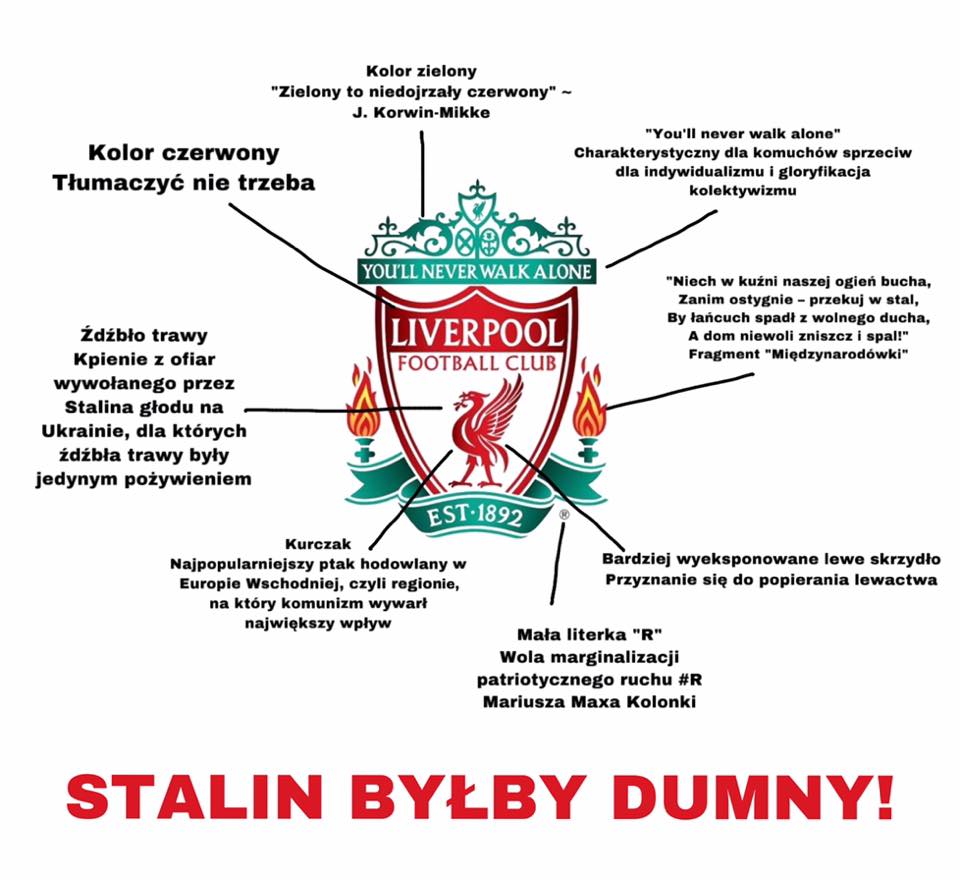 Kolor zielony
"Zielony to niedojrzały czerwony" ~
J. Korwin-Mikke
Kolor czerwony
Tłumaczyć nie trzeba
"You'll never walk alone"
Charakterystyczny dla komuchów sprzeciw
dla indywidualizmu i gloryfikacja
kolektywizmu
YOU'LL NEVER WALK ALONE
LIVERPOOL
FOOTBALL CLUB
EST·1892
®
"Niech w kuźni naszej ogień bucha,
Zanim ostygnie – przekuj w stal,
By łańcuch spadł z wolnego ducha,
A dom niewoli zniszcz i spal!"
Fragment "Międzynarodówki"
Źdźbło trawy
Kpienie z ofiar
wywołanego przez
Stalina głodu na
Ukrainie, dla których
źdźbła trawy były
jedynym pożywieniem
Kurczak
Najpopularniejszy ptak hodowlany w
Europie Wschodniej, czyli regionie,
na który komunizm wywarł
największy wpływ
Bardziej wyeksponowane lewe skrzydło
Przyznanie się do popierania lewactwa
Mała literka "R"
Wola marginalizacji
patriotycznego ruchu #R
Mariusza Maxa Kolonki
STALIN BYŁBY DUMNY!